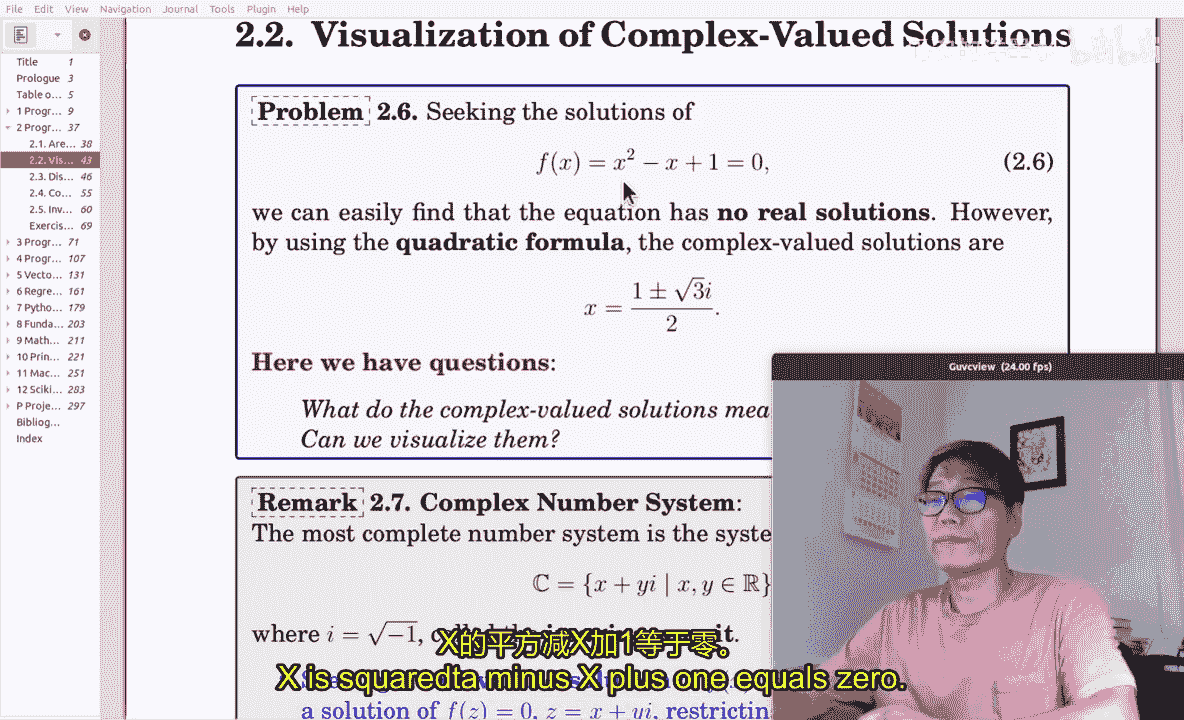 File Edit View Navigation Journal Tools Plugin Help
Title 1
Prologue 3
Table o... 5
1 Progr... 9
2 Progr... 37
2.1. Are... 38
2.2. Vis... 43
2.3. Dis... 46
2.4. Co... 55
2.5. Inv... 60
Exercis... 69
3 Progr... 71
4 Progr... 107
5 Vecto... 131
6 Regre... 161
7 Pytho... 179
8 Funda... 203
9 Math... 211
10 Prin... 221
11 Mac... 251
12 Sciki... 283
P Proje... 297
Bibliog...
Index
2.2. Visualization of Complex-Valued Solutions
Problem 2.6. Seeking the solutions of
f(x) = x² − x + 1 = 0, (2.6)
we can easily find that the equation has no real solutions. However,
by using the quadratic formula, the complex-valued solutions are
x = (1 ± √3i)/2.
Here we have questions:
What do the complex-valued solutions mea
Can we visualize them?
Guvcview (24.00 fps)
Remark 2.7. Complex Number System:
The most complete number system is the syste
ℂ = {x + yi | x, y ∈ ℝ}
where i = √−1, called the
X的平方减X加1等于零。
X is squaredta minus X plus one equals zero.
a solution of f(z) = 0, z = x + yi, restricting